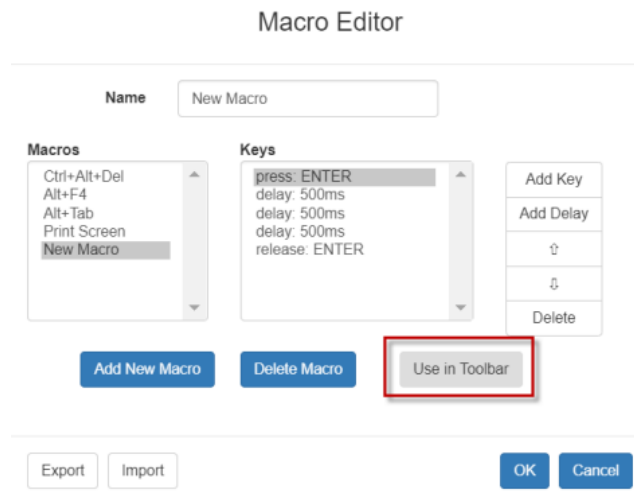 Macro Editor
Name New Macro
Macros
Ctrl+Alt+Del
Alt+F4
Alt+Tab
Print Screen
New Macro
Keys
press: ENTER
delay: 500ms
delay: 500ms
delay: 500ms
release: ENTER
Add Key
Add Delay
⇧
⇩
Delete
Add New Macro Delete Macro Use in Toolbar
Export Import OK Cancel